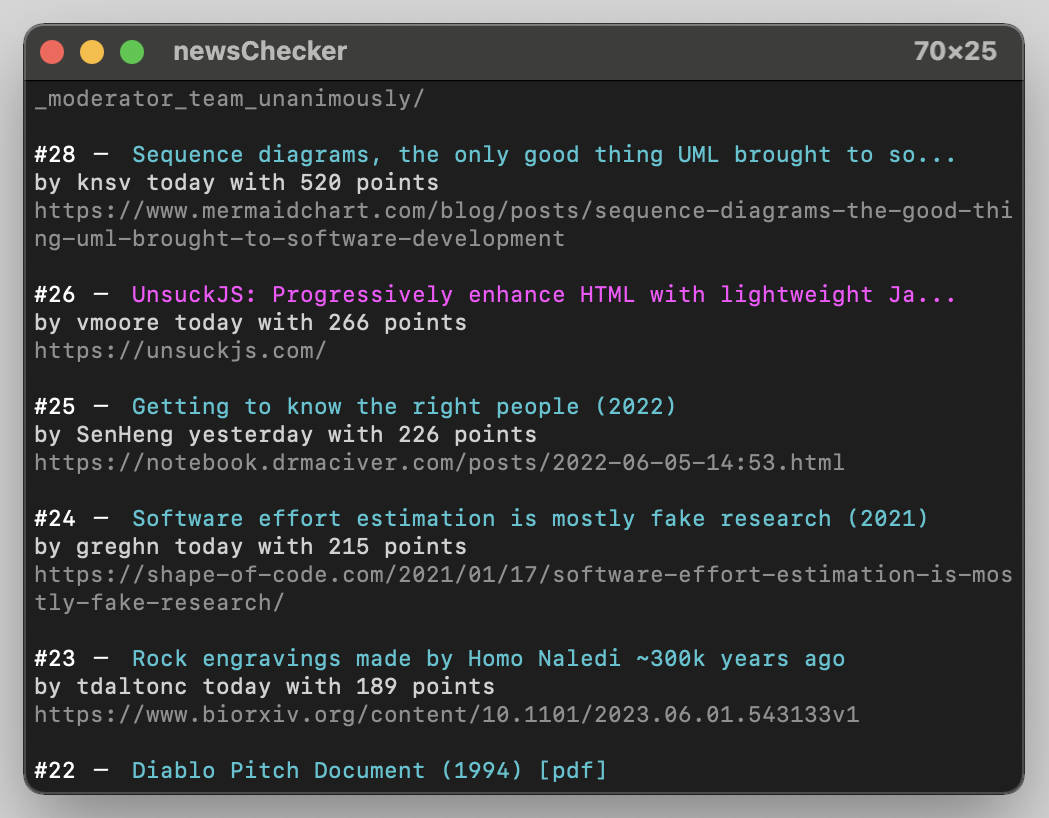 newsChecker 70×25
_moderator_team_unanimously/
#28 — Sequence diagrams, the only good thing UML brought to so...
by knsv today with 520 points
https://www.mermaidchart.com/blog/posts/sequence-diagrams-the-good-thi
ng-uml-brought-to-software-development
#26 — UnsuckJS: Progressively enhance HTML with lightweight Ja...
by vmoore today with 266 points
https://unsuckjs.com/
#25 — Getting to know the right people (2022)
by SenHeng yesterday with 226 points
https://notebook.drmaciver.com/posts/2022-06-05-14:53.html
#24 — Software effort estimation is mostly fake research (2021)
by greghn today with 215 points
https://shape-of-code.com/2021/01/17/software-effort-estimation-is-mos
tly-fake-research/
#23 — Rock engravings made by Homo Naledi ~300k years ago
by tdaltonc today with 189 points
https://www.biorxiv.org/content/10.1101/2023.06.01.543133v1
#22 — Diablo Pitch Document (1994) [pdf]